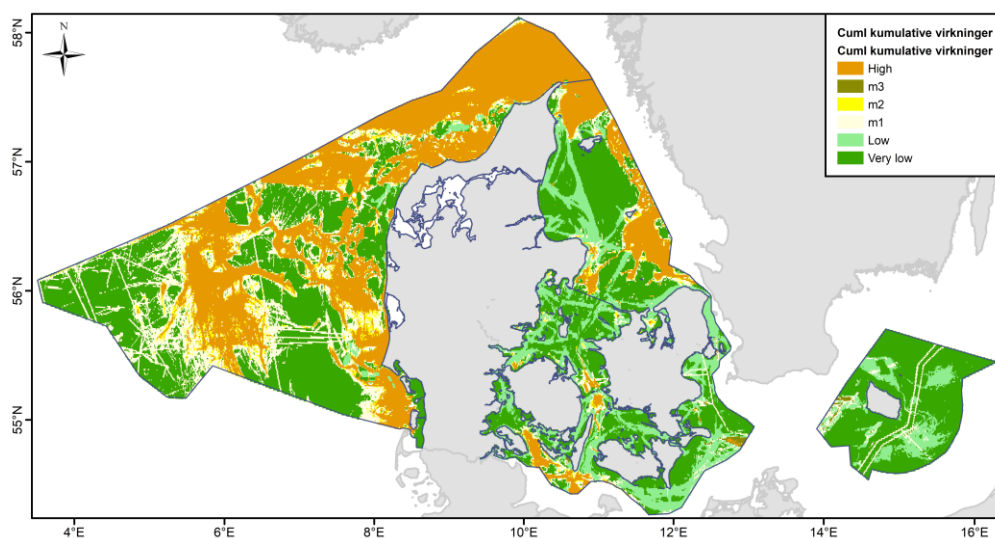 N
58°N
57°N
56°N
55°N
4°E
6°E
8°E
10°E
12°E
14°E
16°E
Cuml kumulative virkninger
Cuml kumulative virkninger
High
m3
m2
m1
Low
Very low